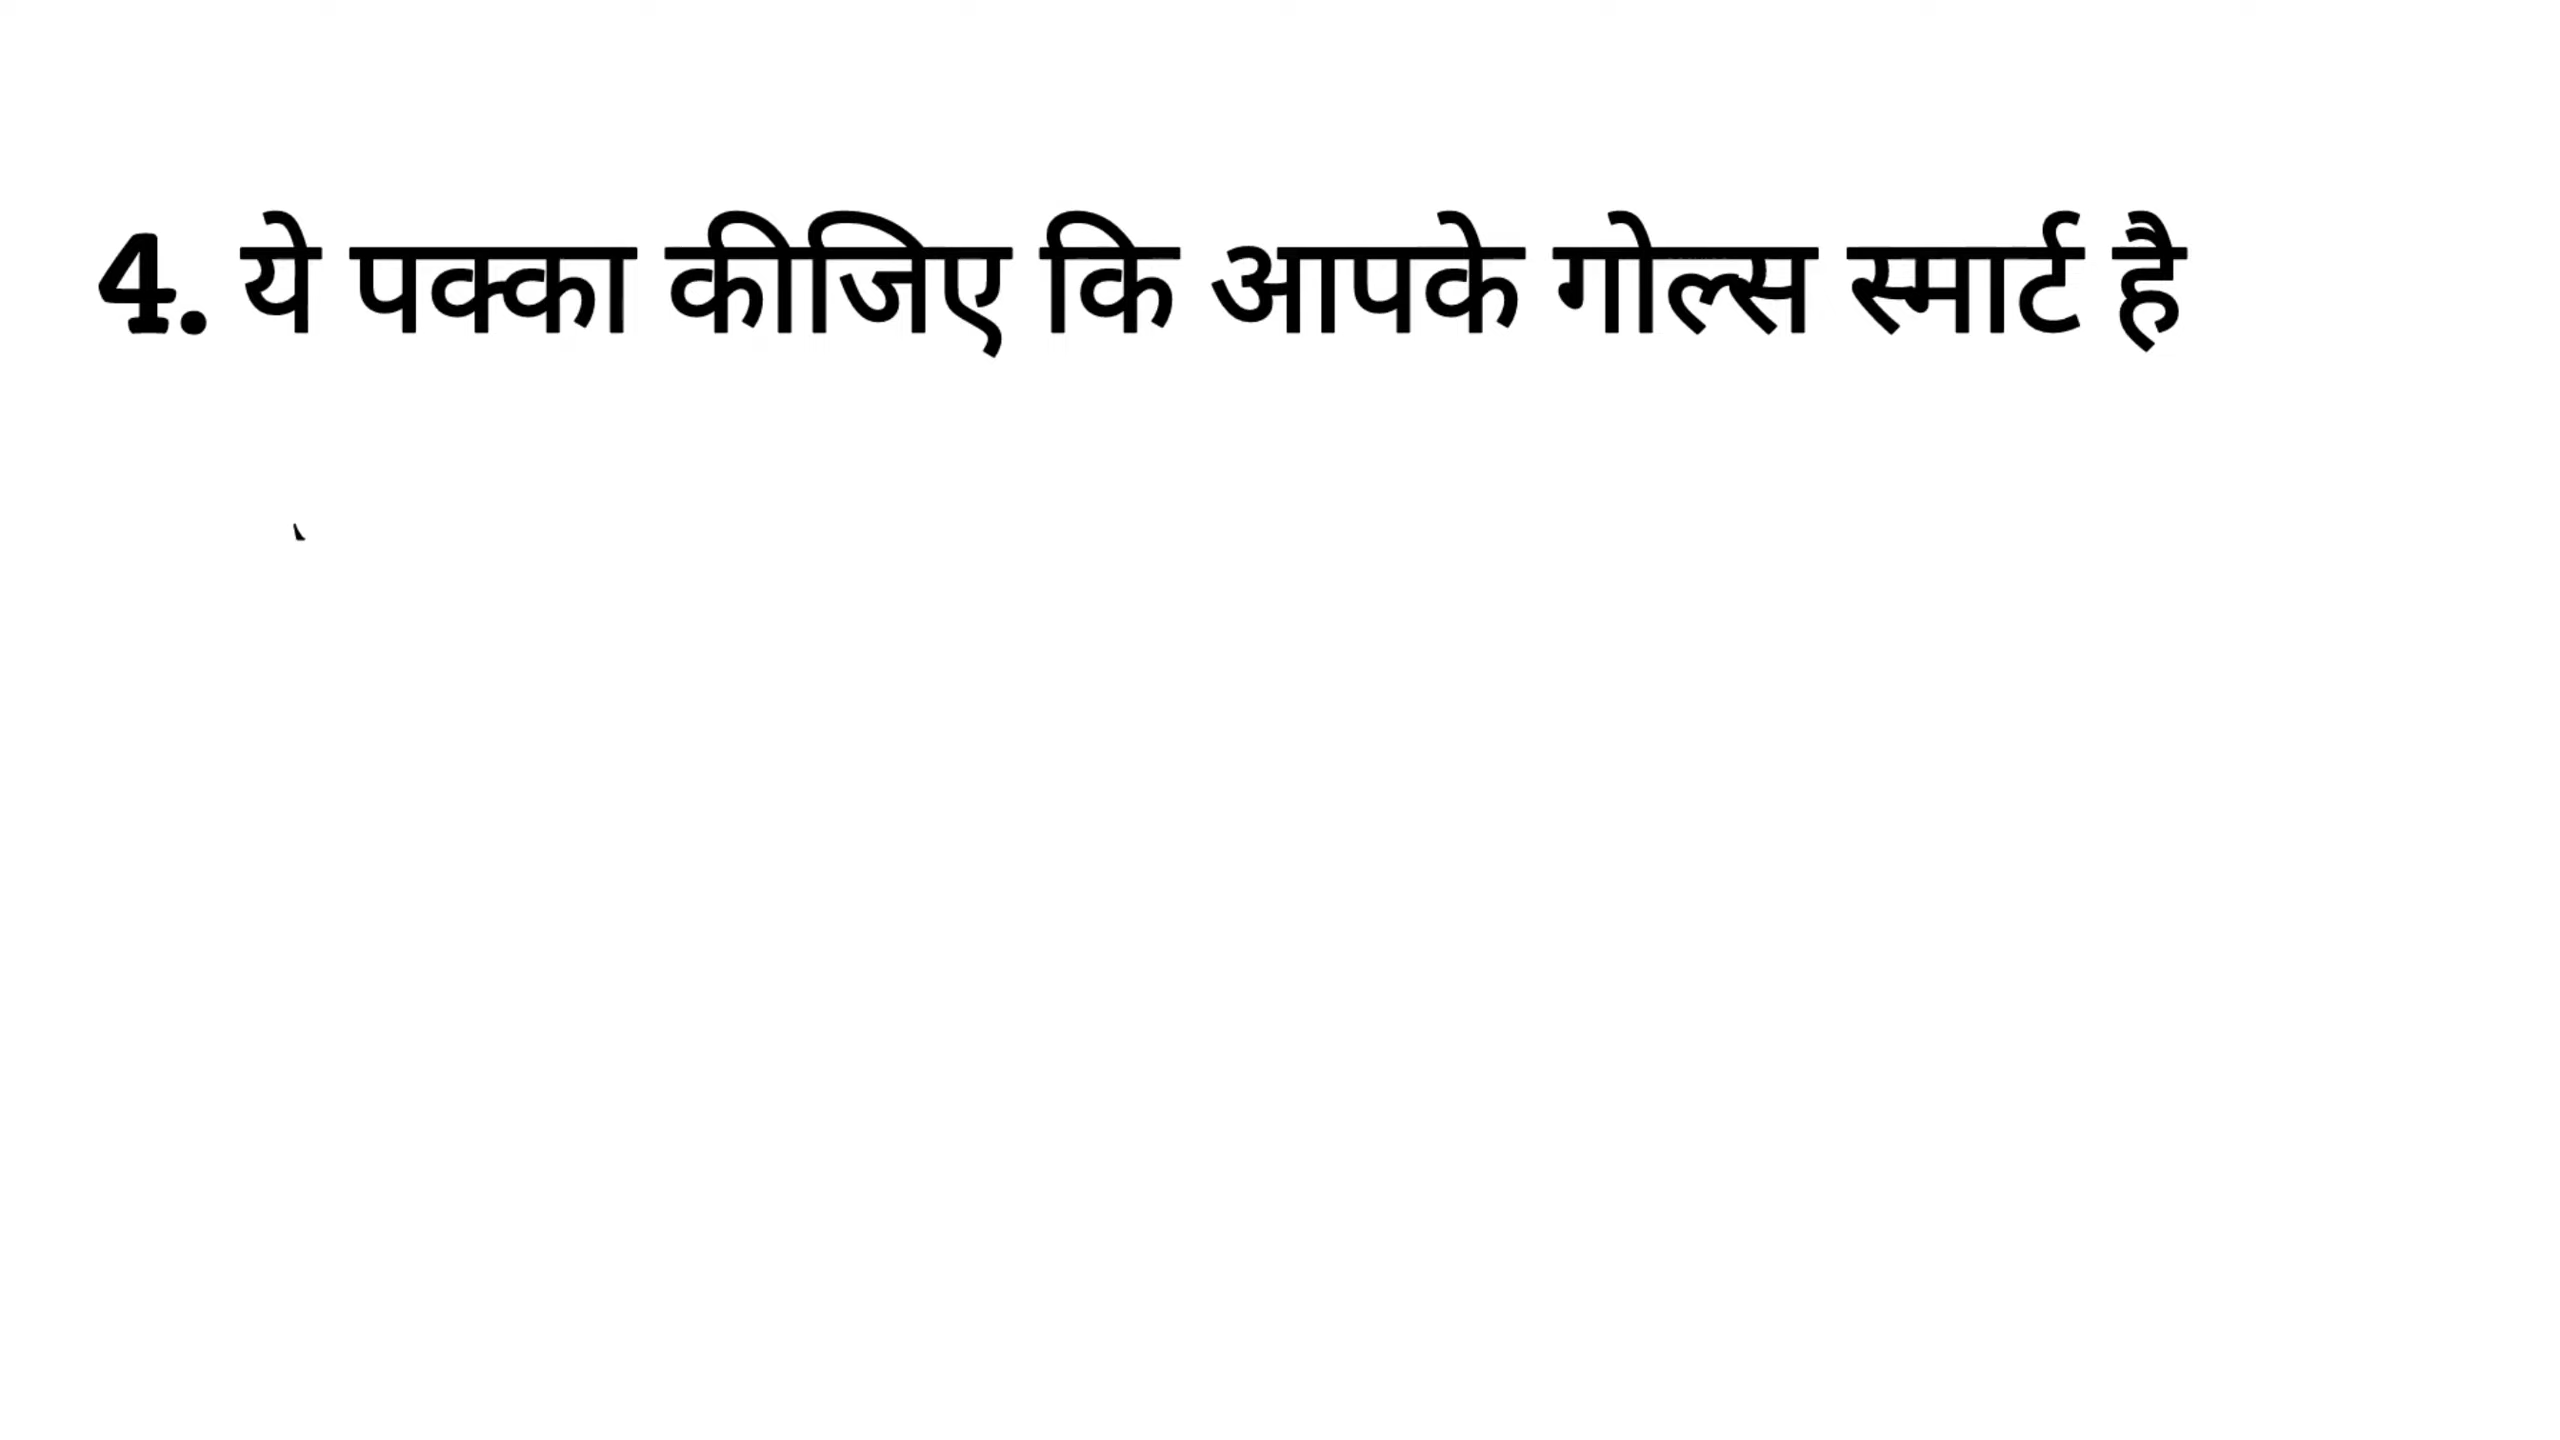 4. ये पक्का कीजिए कि आपके गोल्स स्मार्ट है